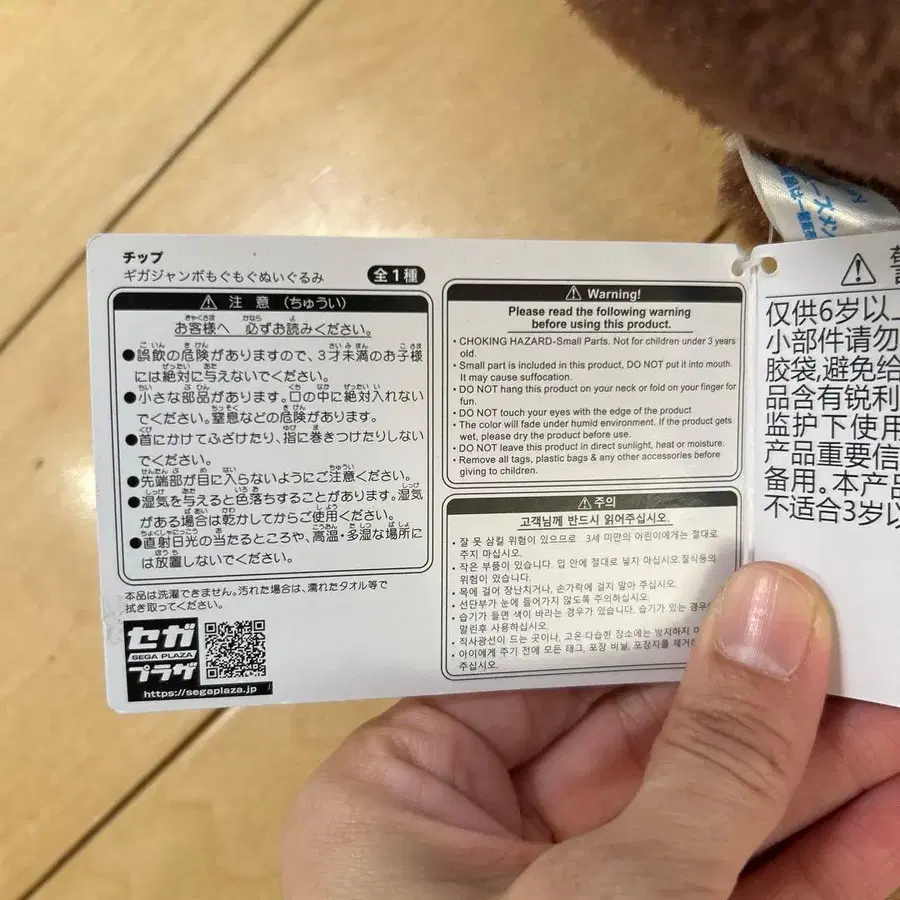 チップ
ギガジャンボもぐもぐぬいぐるみ
全1種
⚠ 注 意 (ちゅうい)
お客様へ 必ずお読みください。
●誤飲の危険がありますので、3才未満のお子様
には絶対に与えないでください。
●小さな部品があります。口の中に絶対入れない
でください。窒息などの危険があります。
●首にかけてふざけたり、指に巻きつけたりしない
でください。
●先端部が目に入らないようにご注意ください。
●湿気を与えると色落ちすることがあります。湿気
がある場合は乾かしてからご使用ください。
●直射日光の当たるところや、高温・多湿な場所に
は放置しないでください。
本品は洗濯できません。汚れた場合は、濡れたタオル等で
拭き取ってください。
セガ
SEGA PLAZA
プラザ
https://segaplaza.jp
⚠ Warning!
Please read the following warning
before using this product.
・CHOKING HAZARD-Small Parts. Not for children under 3 years
old.
・Small part is included in this product, DO NOT put it into mouth.
It may cause suffocation.
・DO NOT hang this product on your neck or fold on your finger for
fun.
・DO NOT touch your eyes with the edge of the product
・The color will fade under humid environment. If the product gets
wet, please dry the product before use.
・DO NOT leave this product in direct sunlight, heat or moisture.
・Remove all tags, plastic bags & any other accessories before
giving to children.
⚠주의
고객님께 반드시 읽어주십시오.
・잘 못 삼킬 위험이 있으므로 3세 미만의 어린이에게는 절대로
주지 마십시오.
・작은 부품이 있습니다. 입 안에 절대로 넣지 마십시오.질식등의
위험이 있습니다.
・목에 걸어 장난치거나, 손가락에 걸지 말아 주십시오.
・선단부가 눈에 들어가지 않도록 주의하십시오.
・습기가 들면 색이 바라는 경우가 있습니다. 습기가 있는 경우
말린후 사용하십시오.
・직사광선이 드는 곳이나, 고온·다습한 장소에는 방치하지 마
・아이에게 주기 전에 모든 태그, 포장 비닐, 포장지를 제거
주십시오.
仅供6岁以上
小部件请勿
胶袋,避免给
品含有锐利
监护下使用
产品重要信
备用。本产品
不适合3岁以